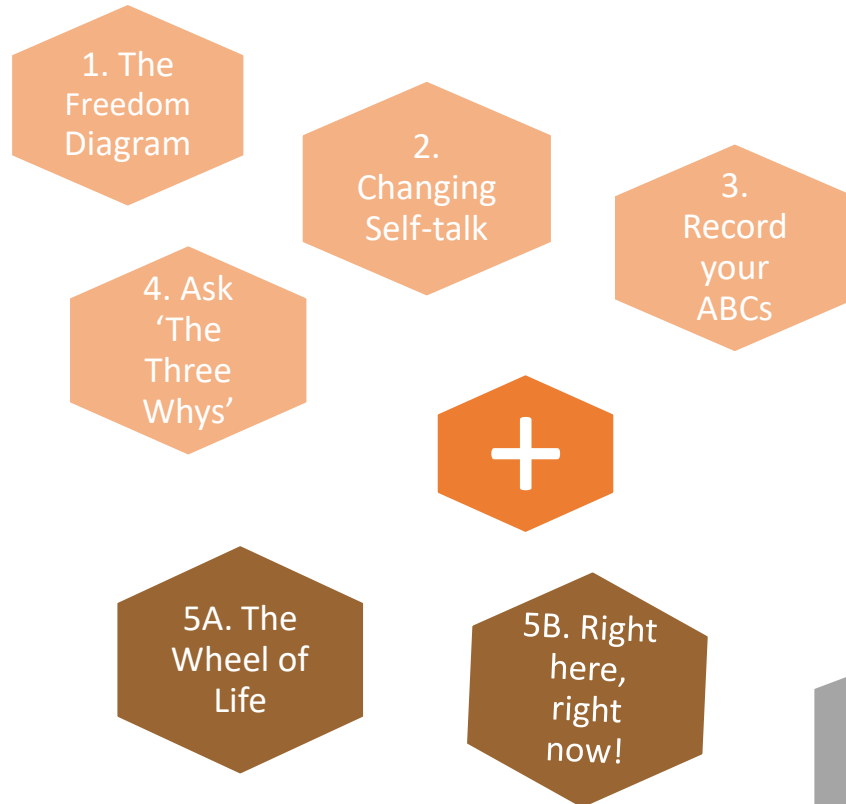 1. The
Freedom
Diagram
2.
Changing
Self-talk
3.
Record
your
ABCs
4. Ask
‘The
Three
Whys’
+
5A. The
Wheel of
Life
5B. Right
here,
right
now!